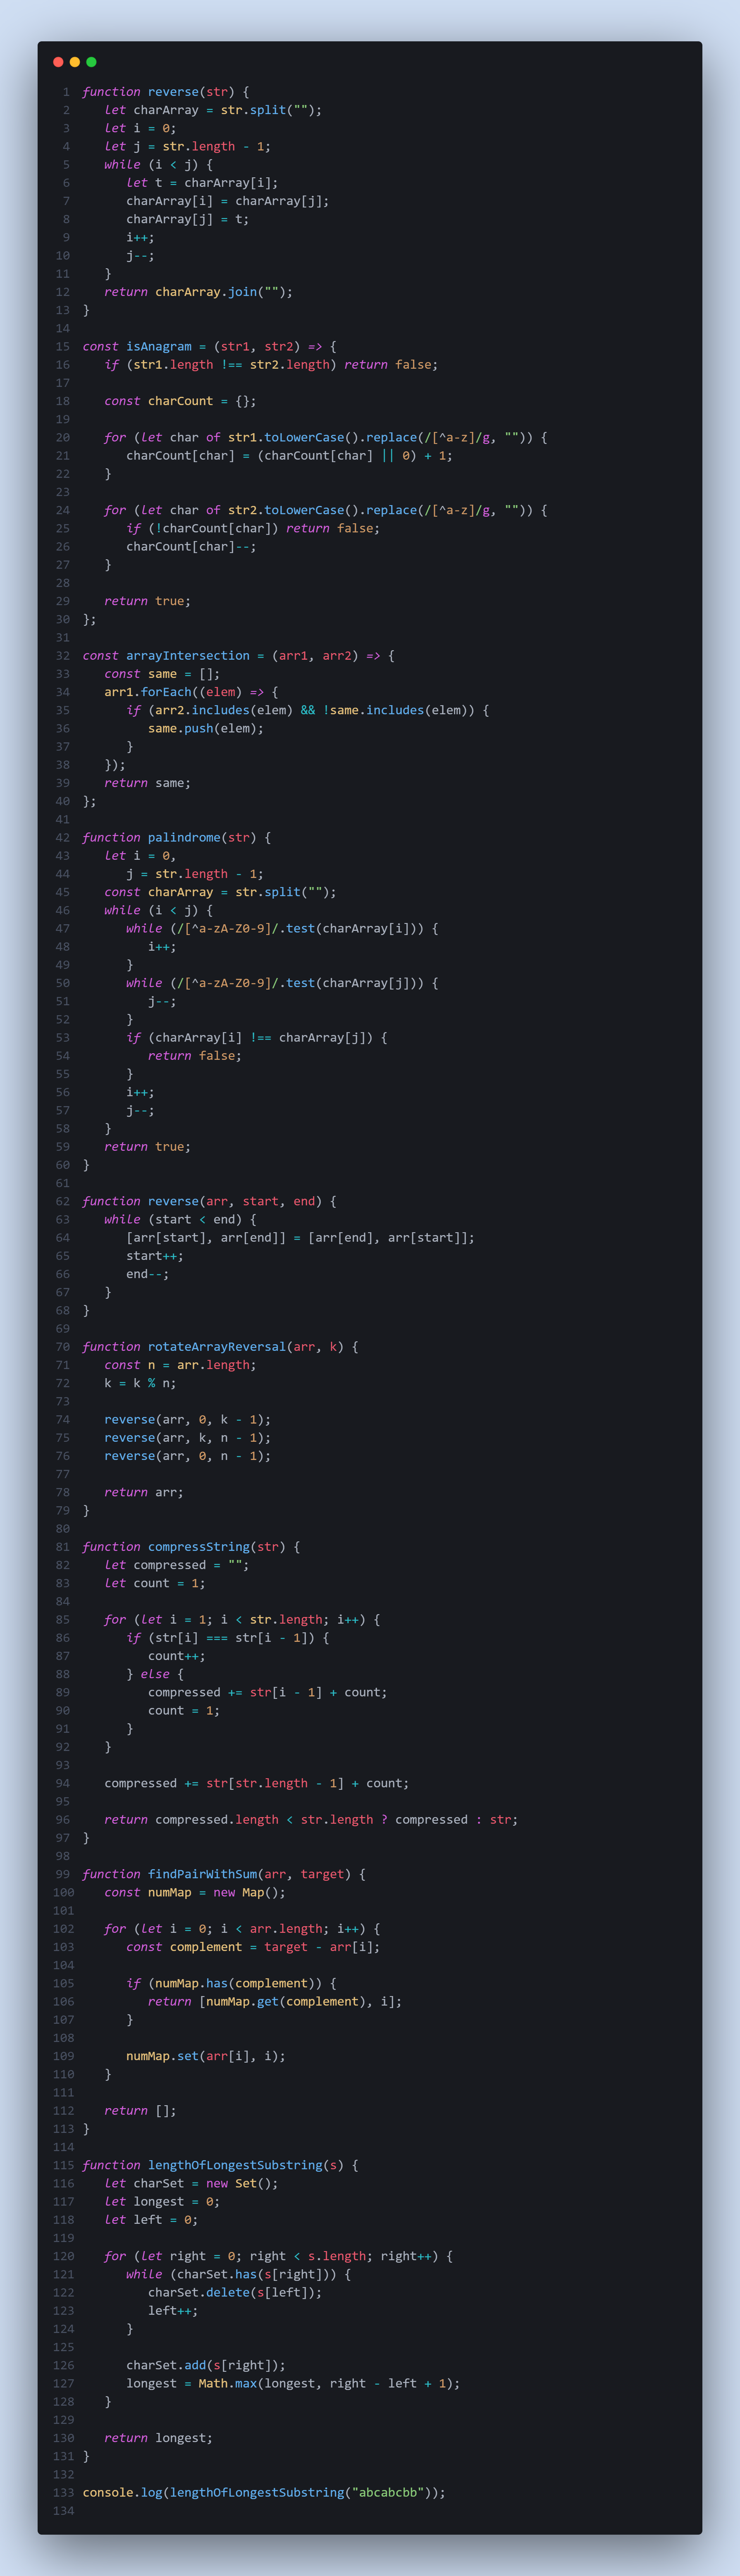 1 function reverse(str) {
2 let charArray = str.split("");
3 let i = 0;
4 let j = str.length - 1;
5 while (i < j) {
6 let t = charArray[i];
7 charArray[i] = charArray[j];
8 charArray[j] = t;
9 i++;
10 j--;
11 }
12 return charArray.join("");
13 }
14
15 const isAnagram = (str1, str2) => {
16 if (str1.length !== str2.length) return false;
17
18 const charCount = {};
19
20 for (let char of str1.toLowerCase().replace(/[^a-z]/g, "")) {
21 charCount[char] = (charCount[char] || 0) + 1;
22 }
23
24 for (let char of str2.toLowerCase().replace(/[^a-z]/g, "")) {
25 if (!charCount[char]) return false;
26 charCount[char]--;
27 }
28
29 return true;
30 };
31
32 const arrayIntersection = (arr1, arr2) => {
33 const same = [];
34 arr1.forEach((elem) => {
35 if (arr2.includes(elem) && !same.includes(elem)) {
36 same.push(elem);
37 }
38 });
39 return same;
40 };
41
42 function palindrome(str) {
43 let i = 0,
44 j = str.length - 1;
45 const charArray = str.split("");
46 while (i < j) {
47 while (/[^a-zA-Z0-9]/.test(charArray[i])) {
48 i++;
49 }
50 while (/[^a-zA-Z0-9]/.test(charArray[j])) {
51 j--;
52 }
53 if (charArray[i] !== charArray[j]) {
54 return false;
55 }
56 i++;
57 j--;
58 }
59 return true;
60 }
61
62 function reverse(arr, start, end) {
63 while (start < end) {
64 [arr[start], arr[end]] = [arr[end], arr[start]];
65 start++;
66 end--;
67 }
68 }
69
70 function rotateArrayReversal(arr, k) {
71 const n = arr.length;
72 k = k % n;
73
74 reverse(arr, 0, k - 1);
75 reverse(arr, k, n - 1);
76 reverse(arr, 0, n - 1);
77
78 return arr;
79 }
80
81 function compressString(str) {
82 let compressed = "";
83 let count = 1;
84
85 for (let i = 1; i < str.length; i++) {
86 if (str[i] === str[i - 1]) {
87 count++;
88 } else {
89 compressed += str[i - 1] + count;
90 count = 1;
91 }
92 }
93
94 compressed += str[str.length - 1] + count;
95
96 return compressed.length < str.length ? compressed : str;
97 }
98
99 function findPairWithSum(arr, target) {
100 const numMap = new Map();
101
102 for (let i = 0; i < arr.length; i++) {
103 const complement = target - arr[i];
104
105 if (numMap.has(complement)) {
106 return [numMap.get(complement), i];
107 }
108
109 numMap.set(arr[i], i);
110 }
111
112 return [];
113 }
114
115 function lengthOfLongestSubstring(s) {
116 let charSet = new Set();
117 let longest = 0;
118 let left = 0;
119
120 for (let right = 0; right < s.length; right++) {
121 while (charSet.has(s[right])) {
122 charSet.delete(s[left]);
123 left++;
124 }
125
126 charSet.add(s[right]);
127 longest = Math.max(longest, right - left + 1);
128 }
129
130 return longest;
131 }
132
133 console.log(lengthOfLongestSubstring("abcabcbb"));
134